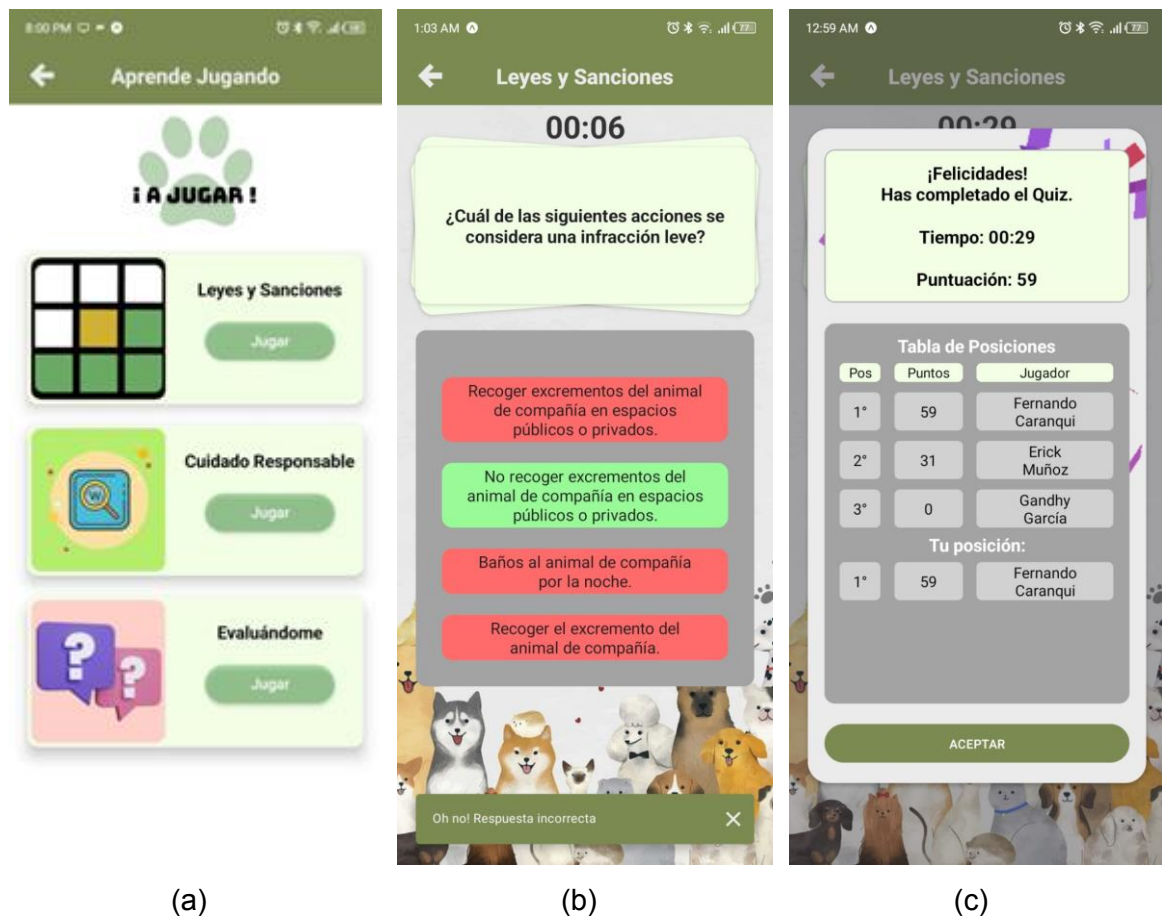 8:00 PM
Aprende Jugando
¡A JUGAR!
Leyes y Sanciones
Jugar
Cuidado Responsable
Jugar
W
Evaluándome
Jugar
(a)
1:03 AM
77
Leyes y Sanciones
00:06
¿Cuál de las siguientes acciones se
considera una infracción leve?
Recoger excrementos del animal
de compañía en espacios
públicos o privados.
No recoger excrementos del
animal de compañía en espacios
públicos o privados.
Baños al animal de compañía
por la noche.
Recoger el excremento del
animal de compañía.
Oh no! Respuesta incorrecta
(b)
12:59 AM
77
Leyes y Sanciones
00:29
¡Felicidades!
Has completado el Quiz.
Tiempo: 00:29
Puntuación: 59
Tabla de Posiciones
Pos Puntos Jugador
1° 59 Fernando
Caranqui
2° 31 Erick
Muñoz
3° 0 Gandhy
García
Tu posición:
1° 59 Fernando
Caranqui
ACEPTAR
(c)